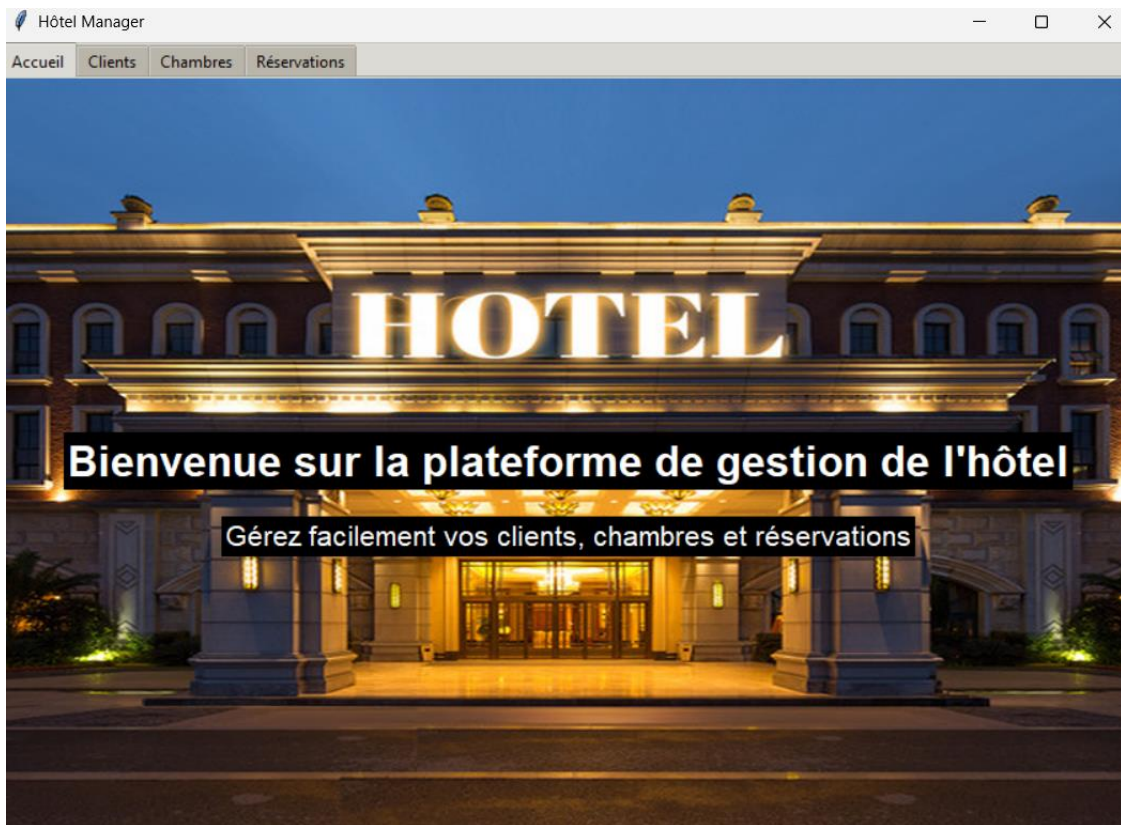 Hôtel Manager
Accueil Clients Chambres Réservations
HOTEL
Bienvenue sur la plateforme de gestion de l'hôtel
Gérez facilement vos clients, chambres et réservations